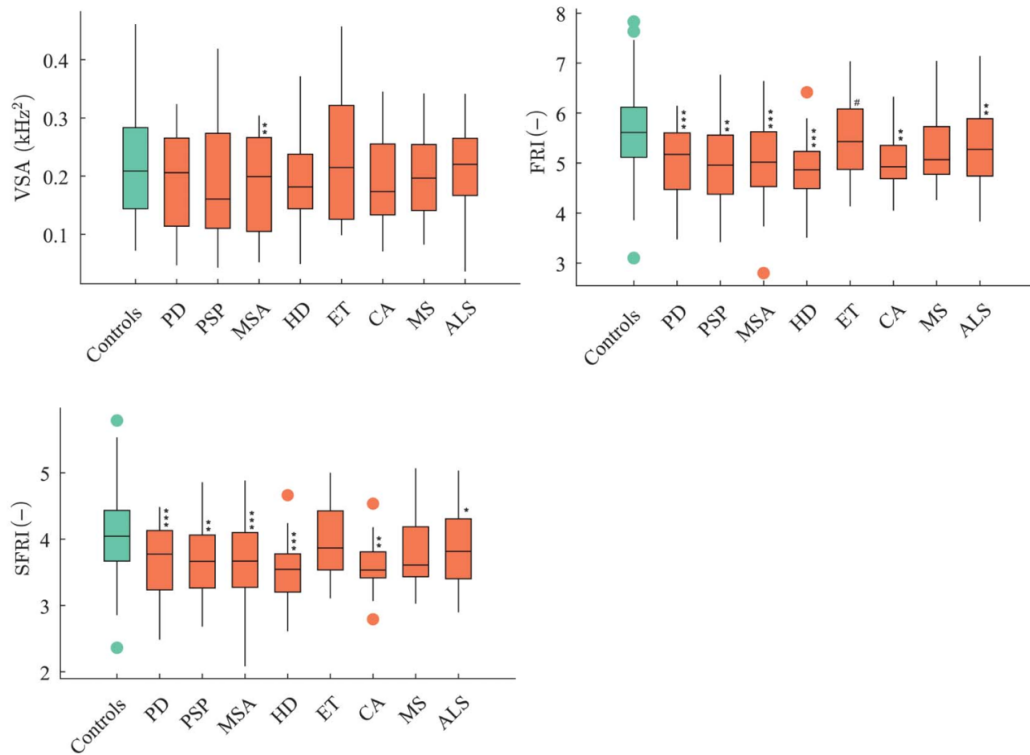 VSA (kHz²)
0.4
0.3
0.2
0.1
**
Controls
PD
PSP
MSA
HD
ET
CA
MS
ALS
FRI(−)
8
7
6
5
4
3
***
**
***
***
#
**
**
Controls
PD
PSP
MSA
HD
ET
CA
MS
ALS
SFRI(−)
5
4
3
2
***
**
***
***
**
*
Controls
PD
PSP
MSA
HD
ET
CA
MS
ALS